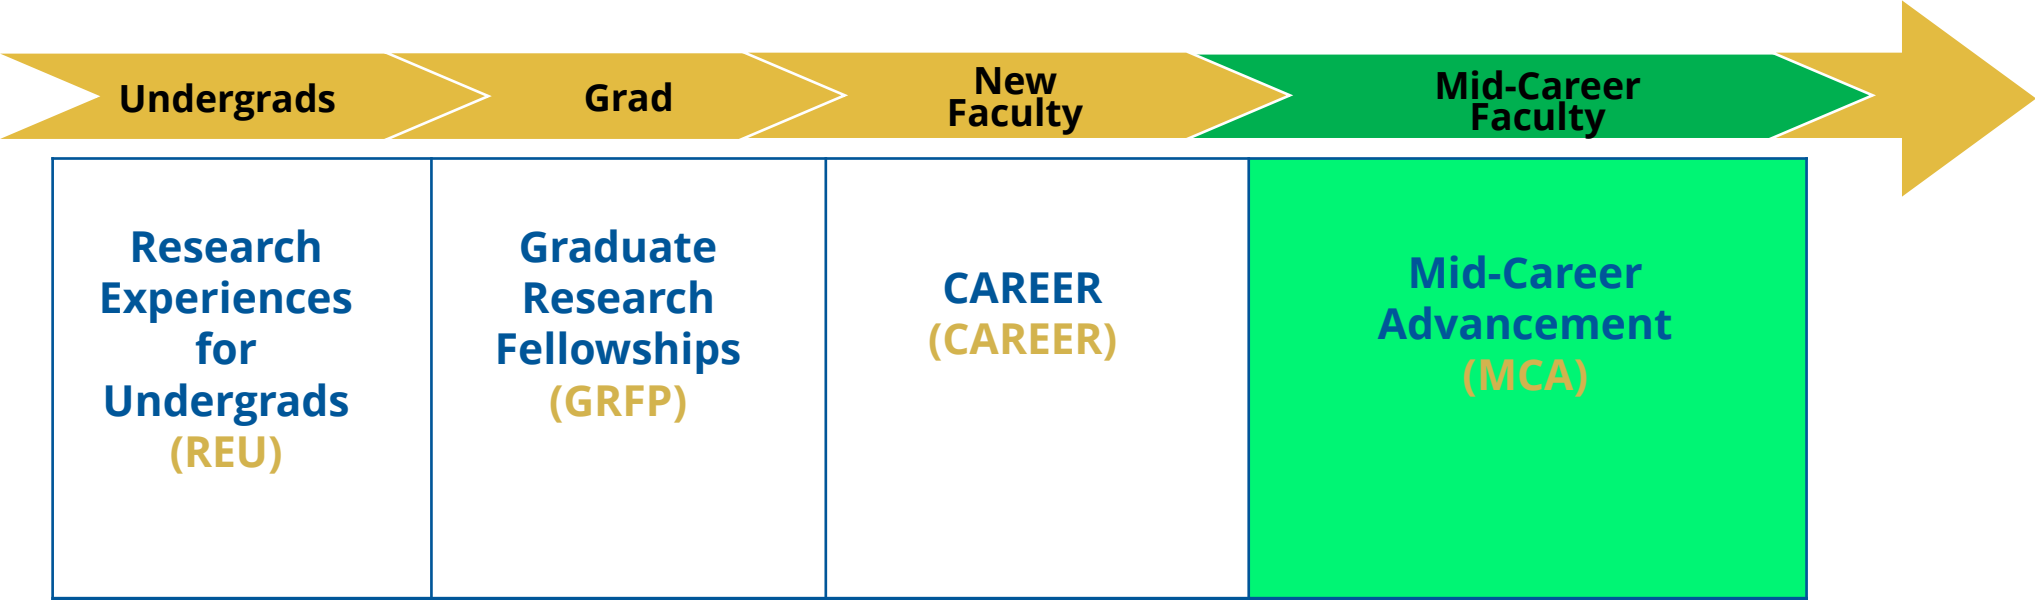 Undergrads
Grad
New
Faculty
Mid-Career
Faculty
Research
Experiences
for
Undergrads
(REU)
Graduate
Research
Fellowships
(GRFP)
CAREER
(CAREER)
Mid-Career
Advancement
(MCA)